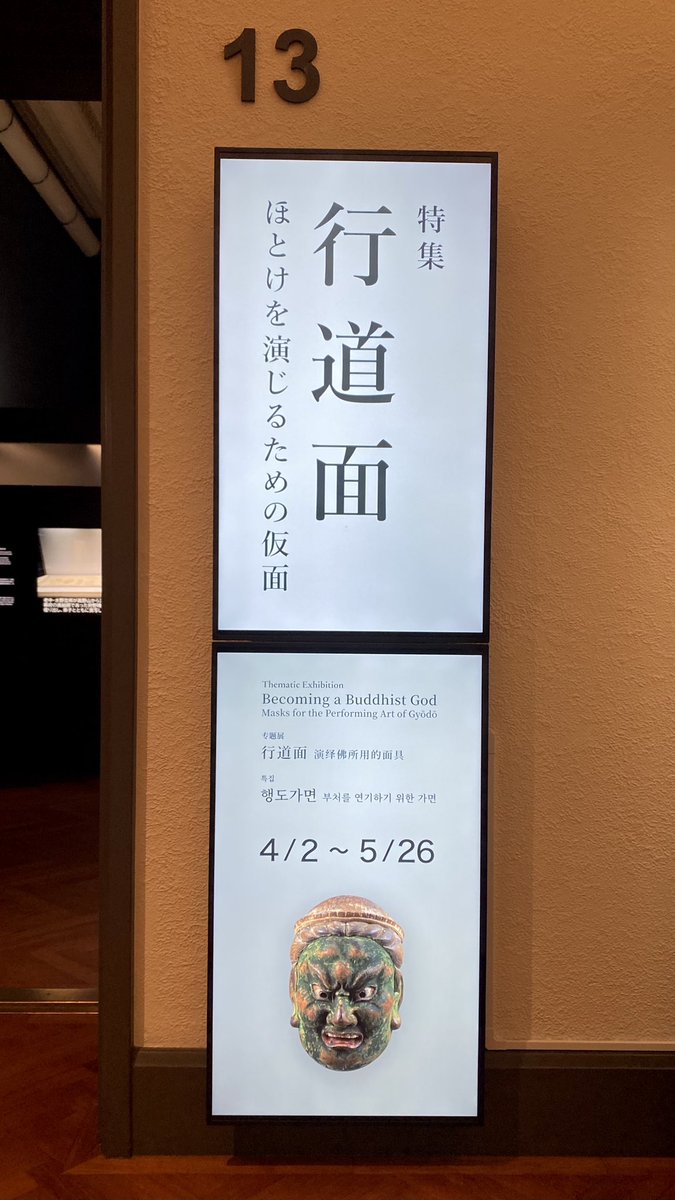 13
特集
行道面
ほとけを演じるための仮面
Thematic Exhibition
Becoming a Buddhist God
Masks for the Performing Art of Gyōdō
专题展
行道面 演绎佛所用的面具
특집
행도가면 부처를 연기하기 위한 가면
4/2～5/26